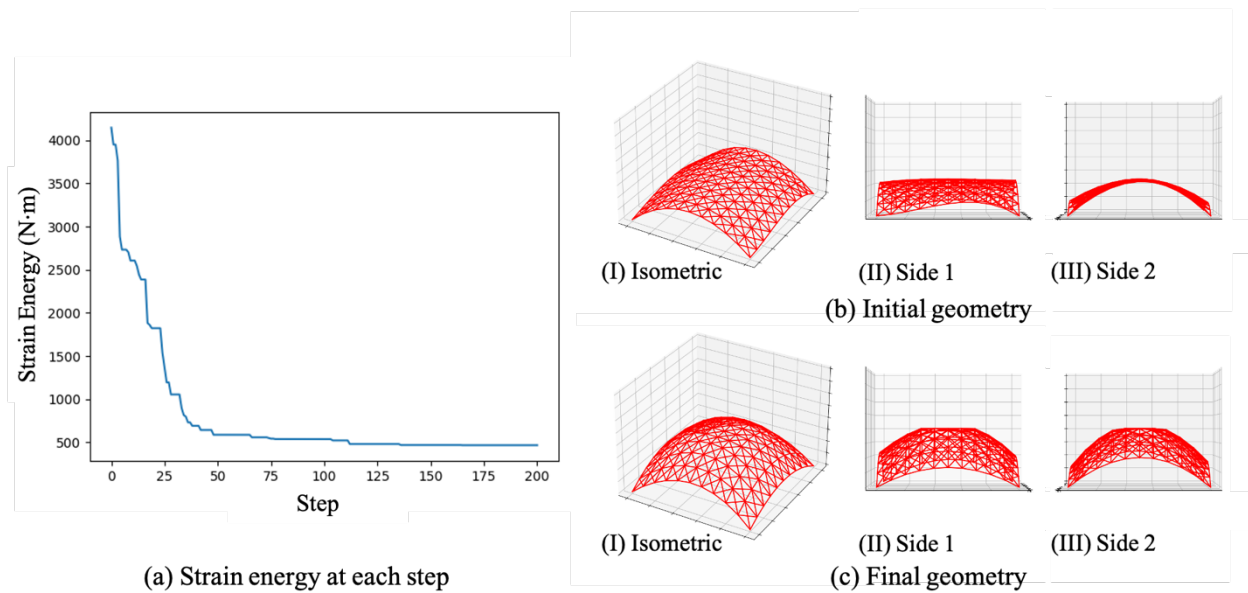 4000
3500
3000
2500
2000
1500
1000
500
Strain Energy (N·m)
0 25 50 75 100 125 150 175 200
Step
(a) Strain energy at each step
(I) Isometric (II) Side 1 (III) Side 2
(b) Initial geometry
(I) Isometric (II) Side 1 (III) Side 2
(c) Final geometry